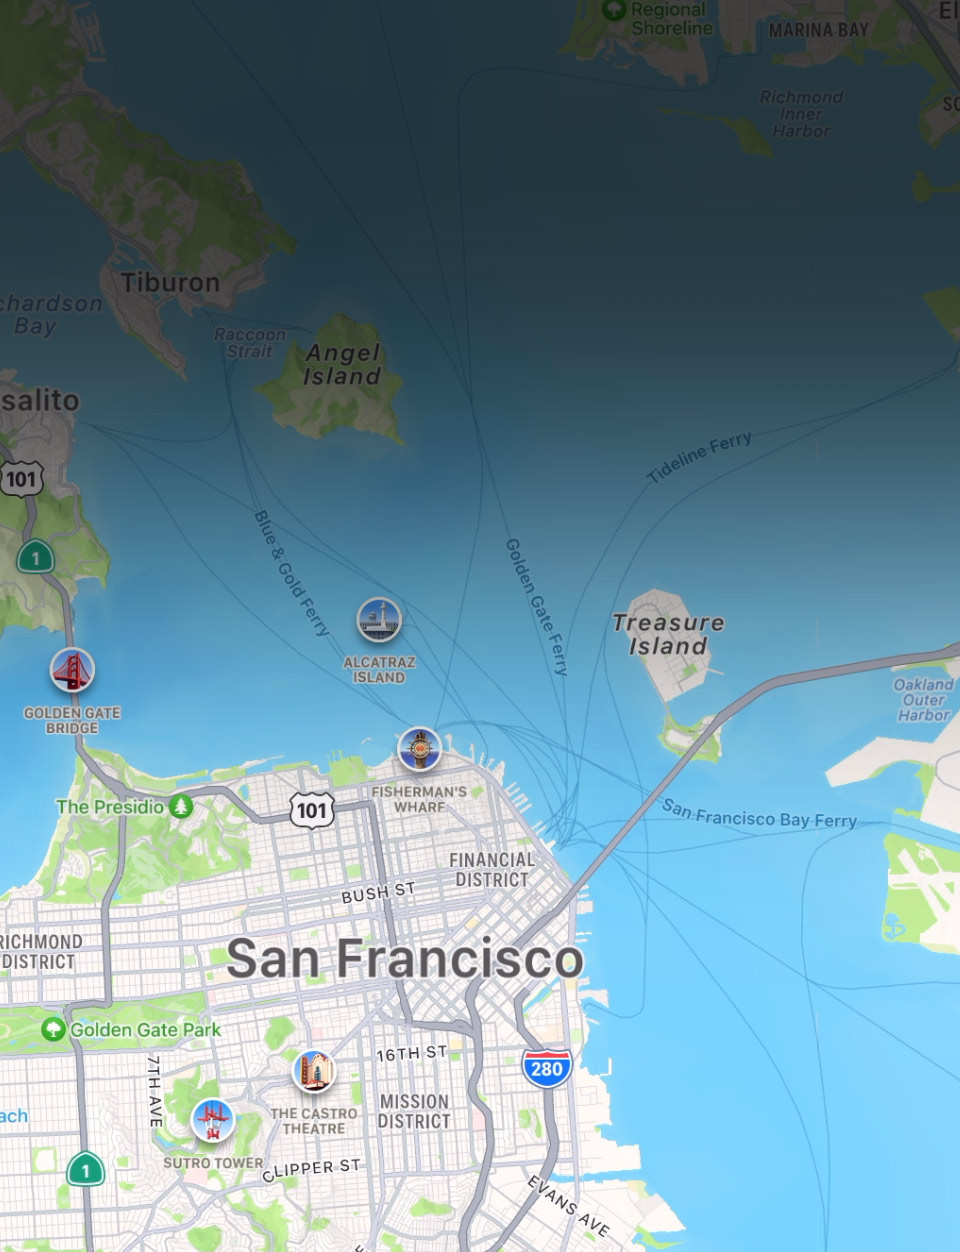 Regional
Shoreline
MARINA BAY
El
Richmond
Inner
Harbor
SO
Tiburon
chardson
Bay
Raccoon
Strait
Angel
Island
salito
101
1
Tideline Ferry
Blue & Gold Ferry
Golden Gate Ferry
Treasure
Island
ALCATRAZ
ISLAND
GOLDEN GATE
BRIDGE
Oakland
Outer
Harbor
FISHERMAN'S
WHARF
The Presidio
101
San Francisco Bay Ferry
FINANCIAL
DISTRICT
BUSH ST
RICHMOND
DISTRICT
San Francisco
Golden Gate Park
16TH ST
280
7TH AVE
THE CASTRO
THEATRE
MISSION
DISTRICT
ach
SUTRO TOWER
CLIPPER ST
1
EVANS AVE